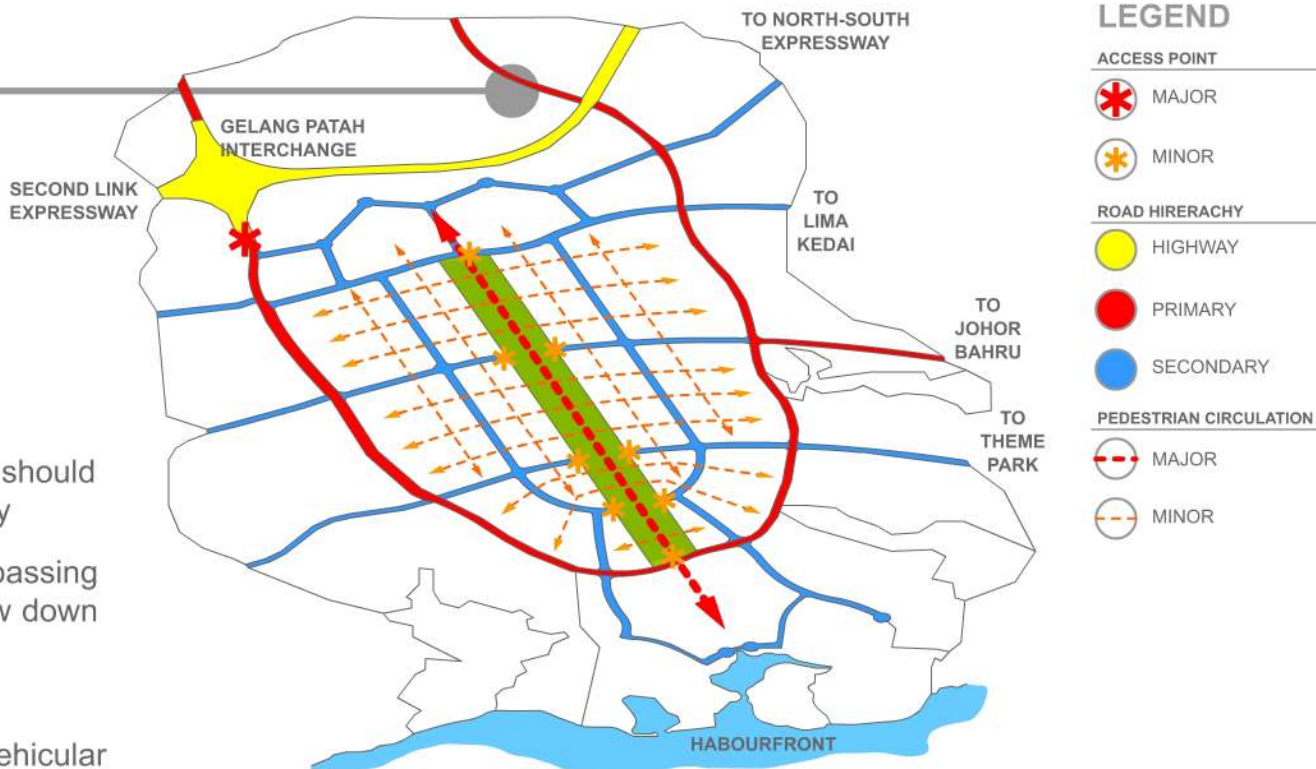 TO NORTH-SOUTH
EXPRESSWAY
GELANG PATAH
INTERCHANGE
SECOND LINK
EXPRESSWAY
TO
LIMA
KEDAI
TO
JOHOR
BAHRU
TO
THEME
PARK
HABOURFRONT
should
passing
down
LEGEND
ACCESS POINT
MAJOR
MINOR
ROAD HIRERACHY
HIGHWAY
PRIMARY
SECONDARY
PEDESTRIAN CIRCULATION
MAJOR
MINOR